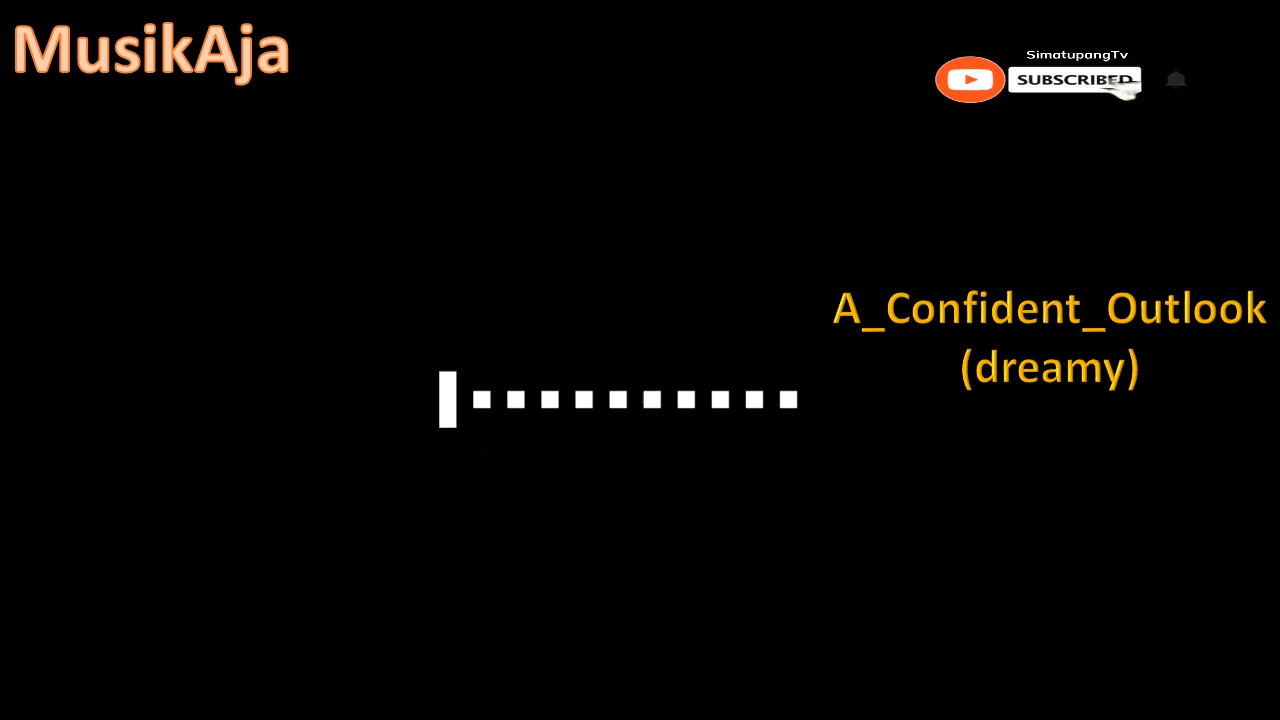 MusikAja
SimatupangTv
SUBSCRIBED
A_Confident_Outlook
(dreamy)